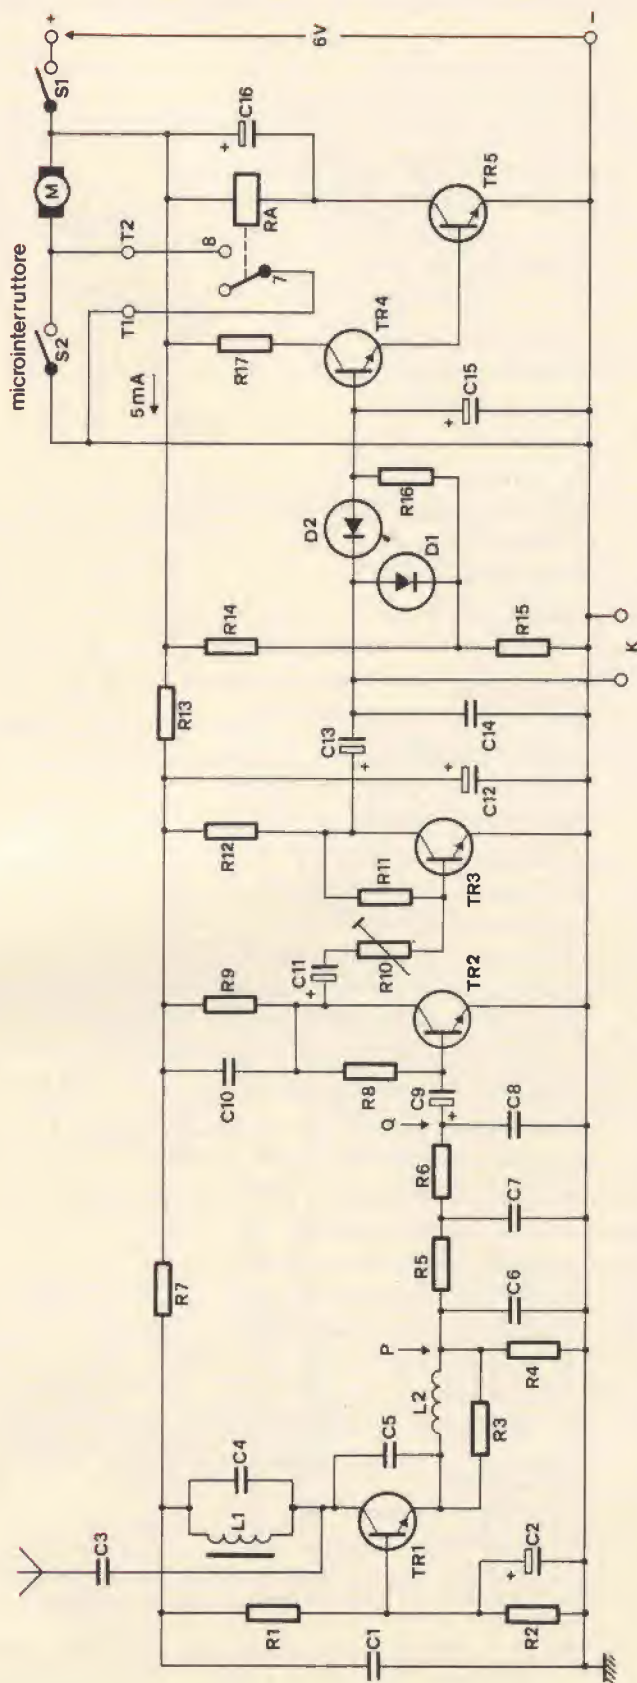 microinterruttore
S2
M
S1
+
T1
T2
5 mA
8
7
RA
C16
+
6V
−
R17
TR4
TR5
C15
+
D2
D1
R16
R14
R15
K
R13
C13
+
C14
C12
+
R12
R11
TR3
C11
+
R10
R9
C10
R8
TR2
C9
+
Q
R6
C8
C7
R5
C6
R7
P
L2
R4
R3
C4
L1
C5
C3
TR1
R1
C2
+
R2
C1